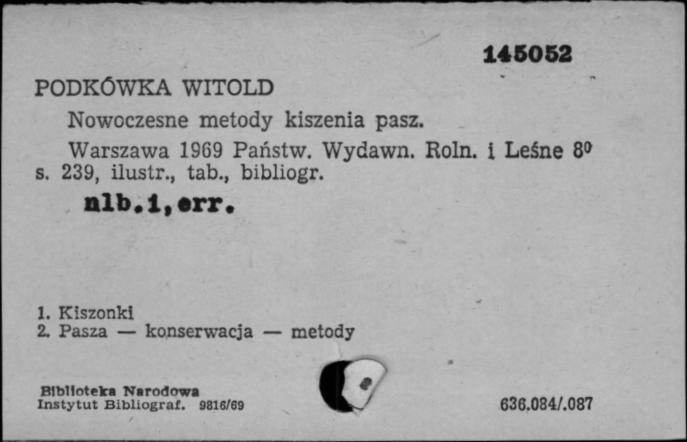 145052
PODKÓWKA WITOLD
Nowoczesne metody kiszenia pasz.
Warszawa 1969 Państw. Wydawn. Roln. i Leśne 8º
s. 239, ilustr., tab., bibliogr.
nlb.1,err.
1. Kiszonki
2. Pasza — konserwacja — metody
Biblioteka Narodowa
Instytut Bibliograf. 9816/69
636.084/.087